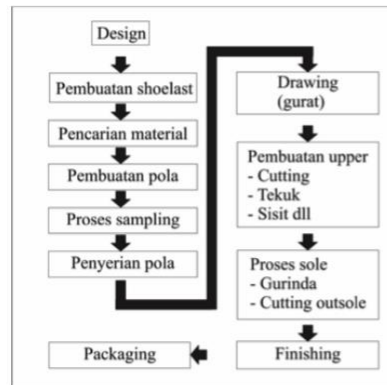 Design
Pembuatan shoelast
Pencarian material
Pembuatan pola
Proses sampling
Penyerian pola
Drawing
(gurat)
Pembuatan upper
- Cutting
- Tekuk
- Sisit dll
Proses sole
- Gurinda
- Cutting outsole
Finishing
Packaging